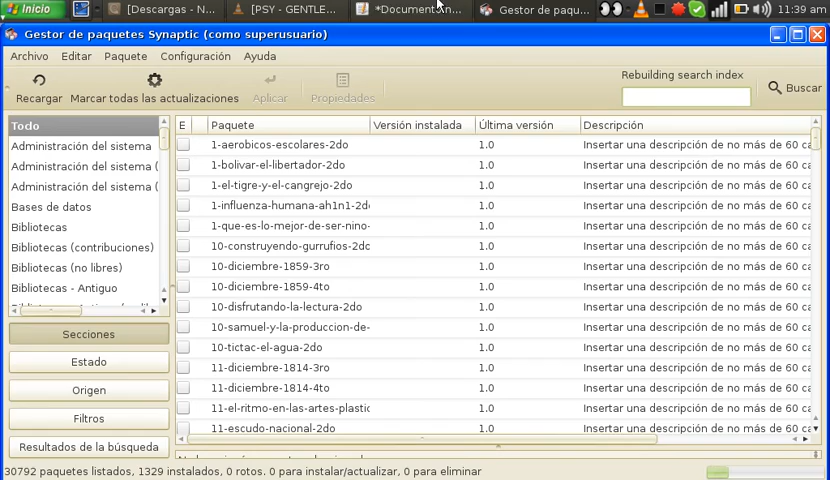 Inicio [Descargas - N... [PSY - GENTLE... *Document Gestor de paqu... 11:39 am
Gestor de paquetes Synaptic (como superusuario)
Archivo Editar Paquete Configuración Ayuda
Rebuilding search index
Recargar Marcar todas las actualizaciones Aplicar Propiedades Buscar
Todo
Administración del sistema
Administración del sistema (
Administración del sistema (
Bases de datos
Bibliotecas
Bibliotecas (contribuciones)
Bibliotecas (no libres)
Bibliotecas - Antiguo
Secciones
Estado
Origen
Filtros
Resultados de la búsqueda
E Paquete Versión instalada Última versión Descripción
1-aerobicos-escolares-2do 1.0 Insertar una descripción de no más de 60 ca
1-bolivar-el-libertador-2do 1.0 Insertar una descripción de no más de 60 ca
1-el-tigre-y-el-cangrejo-2do 1.0 Insertar una descripción de no más de 60 ca
1-influenza-humana-ah1n1-2d 1.0 Insertar una descripción de no más de 60 ca
1-que-es-lo-mejor-de-ser-nino- 1.0 Insertar una descripción de no más de 60 ca
10-construyendo-gurrufios-2dc 1.0 Insertar una descripción de no más de 60 ca
10-diciembre-1859-3ro 1.0 Insertar una descripción de no más de 60 ca
10-diciembre-1859-4to 1.0 Insertar una descripción de no más de 60 ca
10-disfrutando-la-lectura-2do 1.0 Insertar una descripción de no más de 60 ca
10-samuel-y-la-produccion-de- 1.0 Insertar una descripción de no más de 60 ca
10-tictac-el-agua-2do 1.0 Insertar una descripción de no más de 60 ca
11-diciembre-1814-3ro 1.0 Insertar una descripción de no más de 60 ca
11-diciembre-1814-4to 1.0 Insertar una descripción de no más de 60 ca
11-el-ritmo-en-las-artes-plastic 1.0 Insertar una descripción de no más de 60 ca
11-escudo-nacional-2do 1.0 Insertar una descripción de no más de 60 ca
30792 paquetes listados, 1329 instalados, 0 rotos. 0 para instalar/actualizar, 0 para eliminar